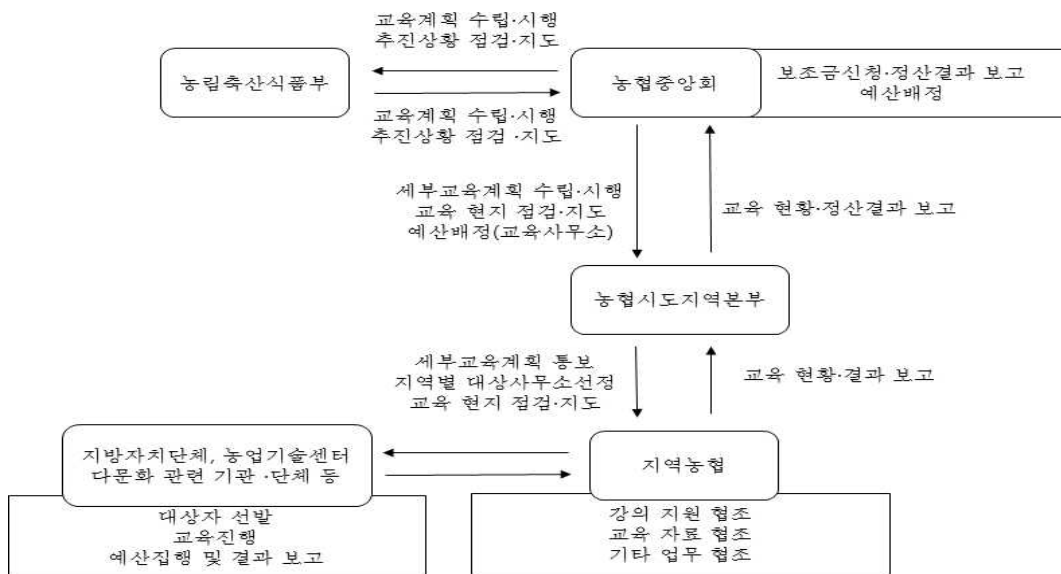 교육계획 수립·시행
추진상황 점검·지도
농림축산식품부
농협중앙회
보조금신청·정산결과 보고
예산배정
교육계획 수립·시행
추진상황 점검 ·지도
세부교육계획 수립·시행
교육 현지 점검·지도
예산배정(교육사무소)
교육 현황·정산결과 보고
농협시도지역본부
세부교육계획 통보
지역별 대상사무소선정
교육 현지 점검·지도
교육 현황·결과 보고
지방자치단체, 농업기술센터
다문화 관련 기관 ·단체 등
지역농협
대상자 선발
교육진행
예산집행 및 결과 보고
강의 지원 협조
교육 자료 협조
기타 업무 협조